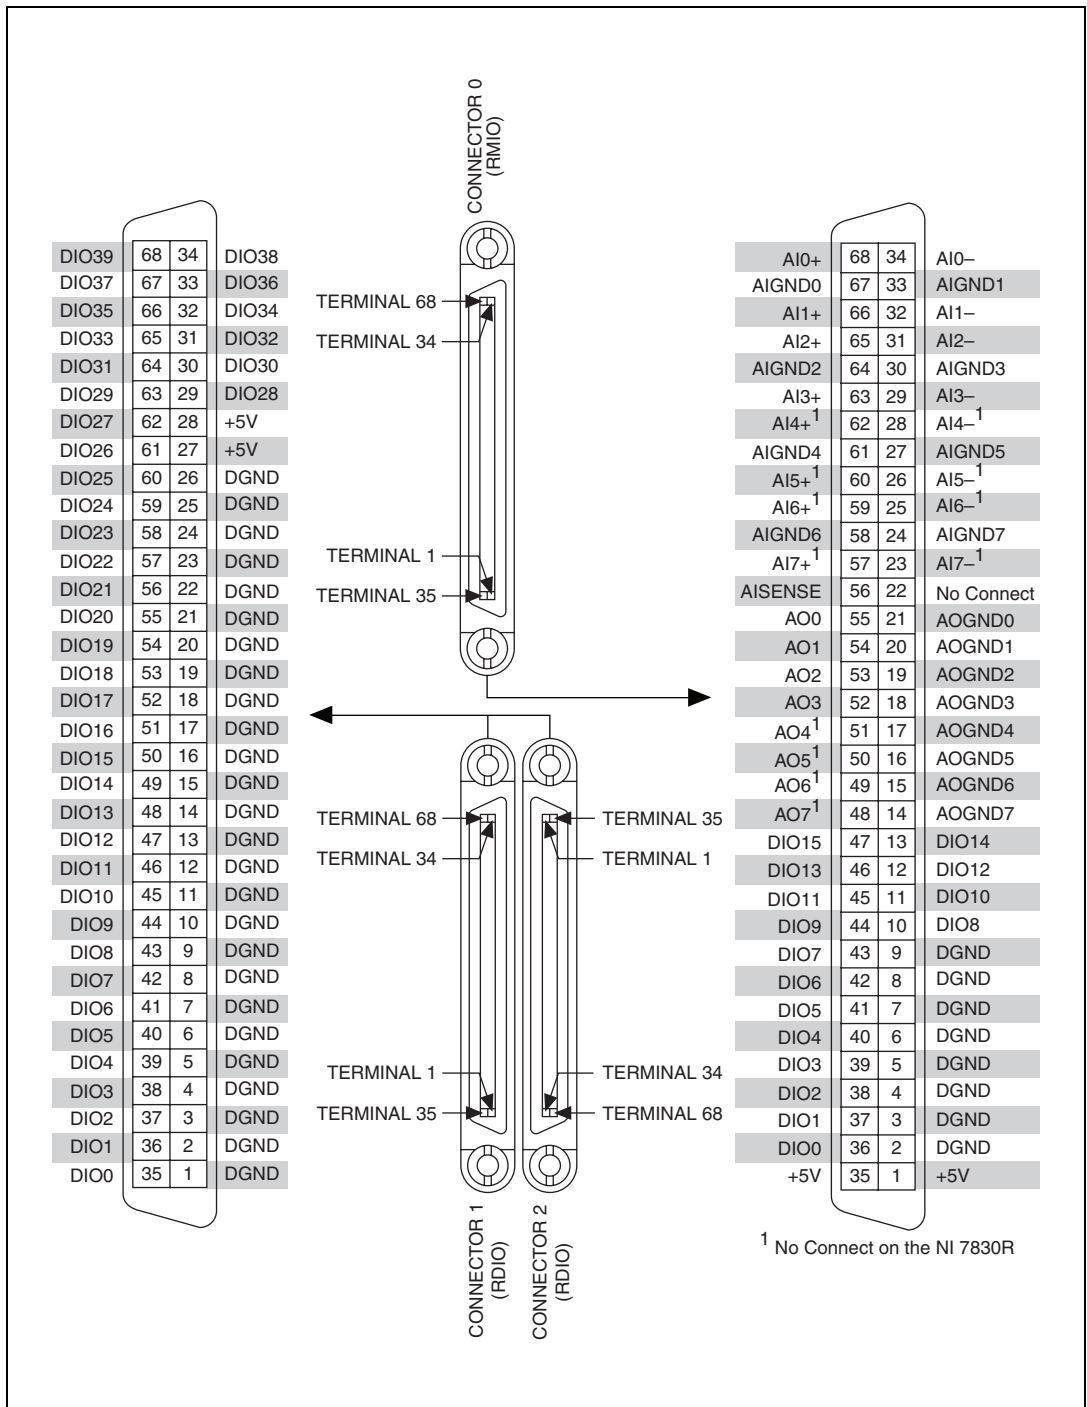 CONNECTOR 0
(RMIO)
TERMINAL 68
TERMINAL 34
TERMINAL 1
TERMINAL 35
DIO39 68 34 DIO38
DIO37 67 33 DIO36
DIO35 66 32 DIO34
DIO33 65 31 DIO32
DIO31 64 30 DIO30
DIO29 63 29 DIO28
DIO27 62 28 +5V
DIO26 61 27 +5V
DIO25 60 26 DGND
DIO24 59 25 DGND
DIO23 58 24 DGND
DIO22 57 23 DGND
DIO21 56 22 DGND
DIO20 55 21 DGND
DIO19 54 20 DGND
DIO18 53 19 DGND
DIO17 52 18 DGND
DIO16 51 17 DGND
DIO15 50 16 DGND
DIO14 49 15 DGND
DIO13 48 14 DGND
DIO12 47 13 DGND
DIO11 46 12 DGND
DIO10 45 11 DGND
DIO9 44 10 DGND
DIO8 43 9 DGND
DIO7 42 8 DGND
DIO6 41 7 DGND
DIO5 40 6 DGND
DIO4 39 5 DGND
DIO3 38 4 DGND
DIO2 37 3 DGND
DIO1 36 2 DGND
DIO0 35 1 DGND
TERMINAL 68
TERMINAL 34
TERMINAL 1
TERMINAL 35
TERMINAL 35
TERMINAL 1
TERMINAL 34
TERMINAL 68
CONNECTOR 1
(RDIO)
CONNECTOR 2
(RDIO)
AI0+ 68 34 AI0–
AIGND0 67 33 AIGND1
AI1+ 66 32 AI1–
AI2+ 65 31 AI2–
AIGND2 64 30 AIGND3
AI3+ 63 29 AI3–
AI4+¹ 62 28 AI4–¹
AIGND4 61 27 AIGND5
AI5+¹ 60 26 AI5–¹
AI6+¹ 59 25 AI6–¹
AIGND6 58 24 AIGND7
AI7+¹ 57 23 AI7–¹
AISENSE 56 22 No Connect
AO0 55 21 AOGND0
AO1 54 20 AOGND1
AO2 53 19 AOGND2
AO3 52 18 AOGND3
AO4¹ 51 17 AOGND4
AO5¹ 50 16 AOGND5
AO6¹ 49 15 AOGND6
AO7¹ 48 14 AOGND7
DIO15 47 13 DIO14
DIO13 46 12 DIO12
DIO11 45 11 DIO10
DIO9 44 10 DIO8
DIO7 43 9 DGND
DIO6 42 8 DGND
DIO5 41 7 DGND
DIO4 40 6 DGND
DIO3 39 5 DGND
DIO2 38 4 DGND
DIO1 37 3 DGND
DIO0 36 2 DGND
+5V 35 1 +5V
¹ No Connect on the NI 7830R